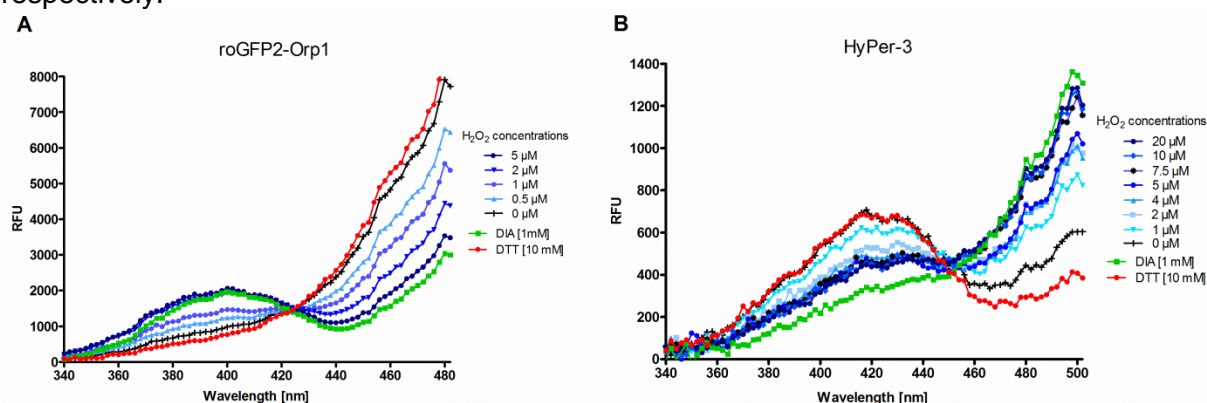 respectively.
A
roGFP2-Orp1
RFU
8000
7000
6000
5000
4000
3000
2000
1000
0
340 360 380 400 420 440 460 480
Wavelength [nm]
H₂O₂ concentrations
5 µM
2 µM
1 µM
0.5 µM
0 µM
DIA [1mM]
DTT [10 mM]
B
HyPer-3
RFU
1400
1200
1000
800
600
400
200
0
340 360 380 400 420 440 460 480 500
Wavelength [nm]
H₂O₂ concentrations
20 µM
10 µM
7.5 µM
5 µM
4 µM
2 µM
1 µM
0 µM
DIA [1 mM]
DTT [10 mM]